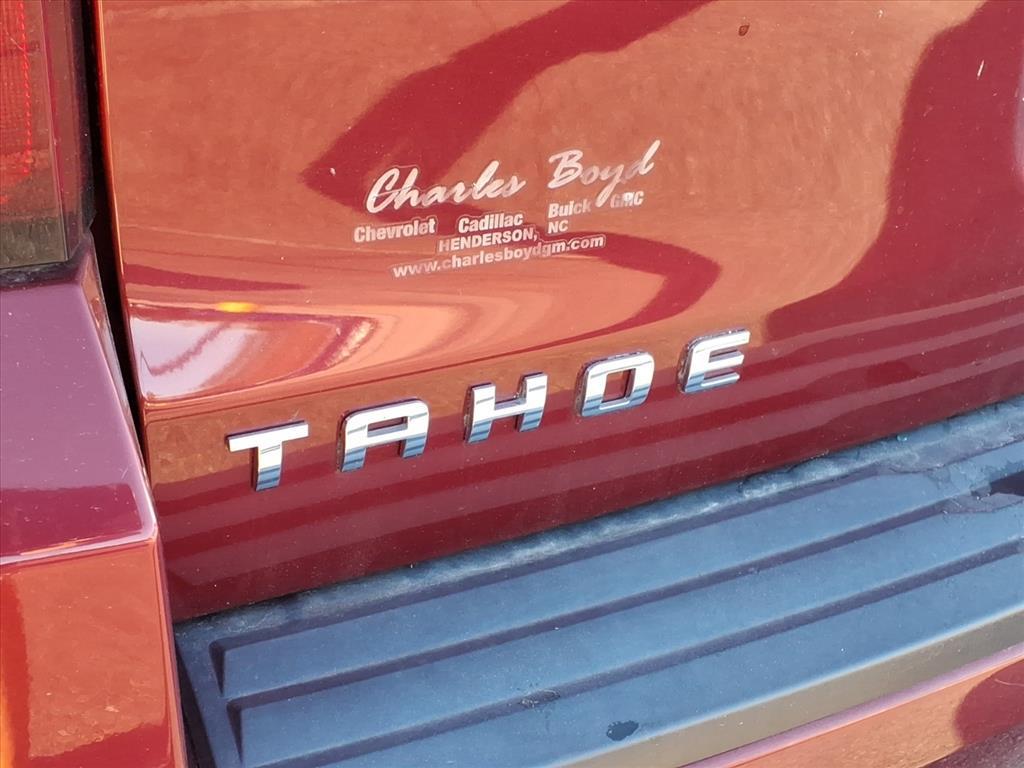 Charles Boyd
Chevrolet Cadillac Buick GMC
HENDERSON, NC
www.charlesboydgm.com
TAHOE